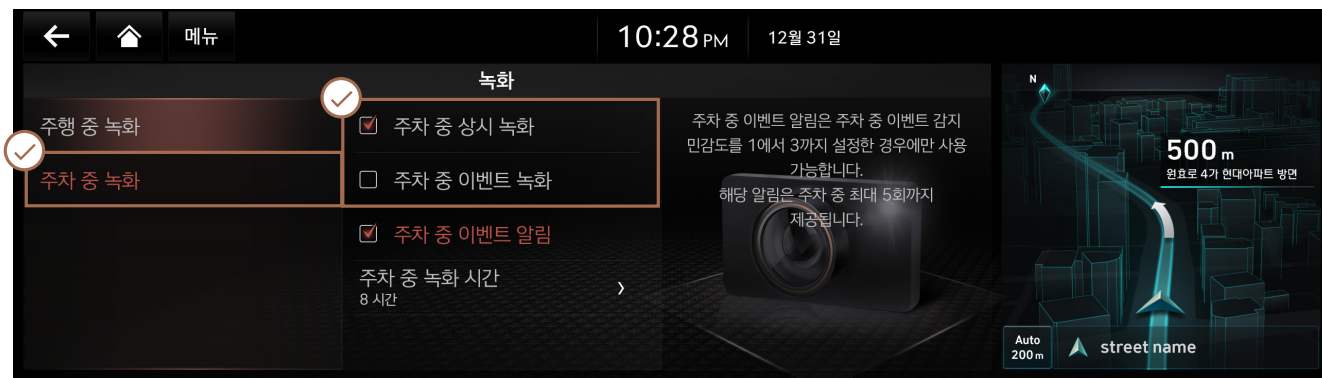 메뉴
10:28 PM
12월 31일
녹화
주행 중 녹화
주차 중 녹화
주차 중 상시 녹화
주차 중 이벤트 녹화
주차 중 이벤트 알림
주차 중 녹화 시간
8 시간
주차 중 이벤트 알림은 주차 중 이벤트 감지
민감도를 1에서 3까지 설정한 경우에만 사용
가능합니다.
해당 알림은 주차 중 최대 5회까지
제공됩니다.
N
500 m
원효로 4가 현대아파트 방면
Auto
200 m
street name